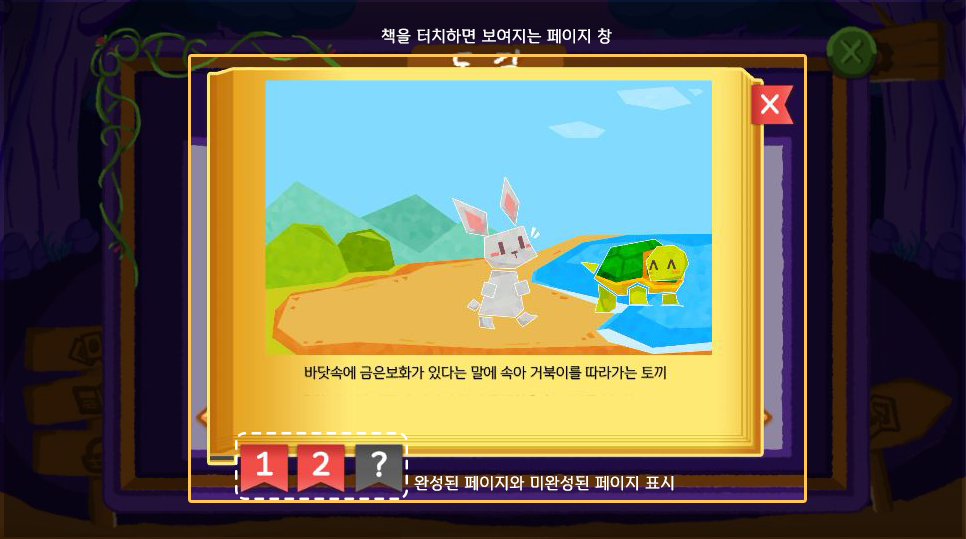 책을 터치하면 보여지는 페이지 창
바닷속에 금은보화가 있다는 말에 속아 거북이를 따라가는 토끼
1 2 ?
완성된 페이지와 미완성된 페이지 표시